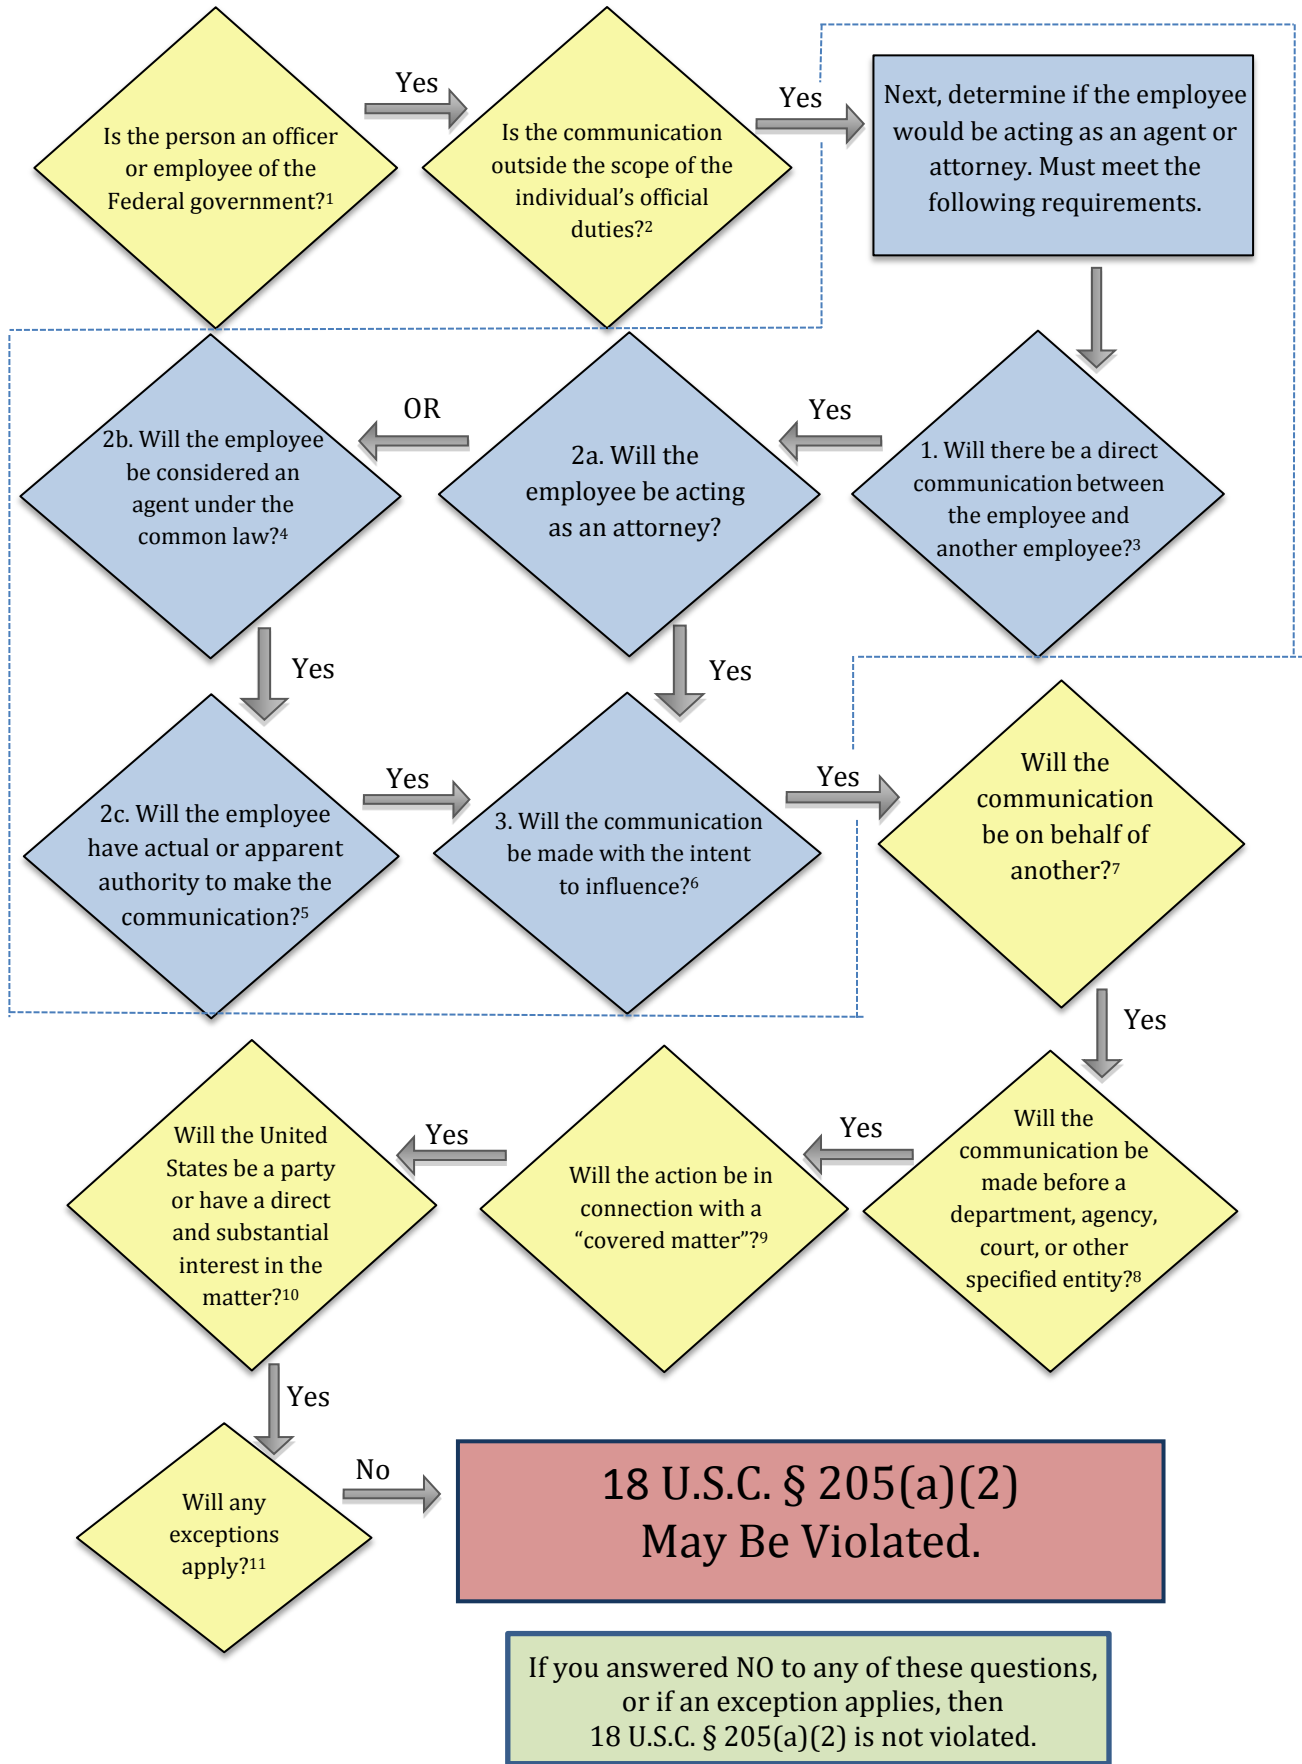 Is the person an officer
or employee of the
Federal government?¹
Yes
Is the communication
outside the scope of the
individual’s official
duties?²
Yes
Next, determine if the employee
would be acting as an agent or
attorney. Must meet the
following requirements.
1. Will there be a direct
communication between
the employee and
another employee?³
Yes
2a. Will the
employee be acting
as an attorney?
OR
2b. Will the employee
be considered an
agent under the
common law?⁴
Yes
Yes
2c. Will the employee
have actual or apparent
authority to make the
communication?⁵
Yes
3. Will the communication
be made with the intent
to influence?⁶
Yes
Will the
communication
be on behalf of
another?⁷
Yes
Will the
communication be
made before a
department, agency,
court, or other
specified entity?⁸
Yes
Will the action be in
connection with a
“covered matter”?⁹
Yes
Will the United
States be a party
or have a direct
and substantial
interest in the
matter?¹⁰
Yes
Will any
exceptions
apply?¹¹
No
18 U.S.C. § 205(a)(2)
May Be Violated.
If you answered NO to any of these questions,
or if an exception applies, then
18 U.S.C. § 205(a)(2) is not violated.